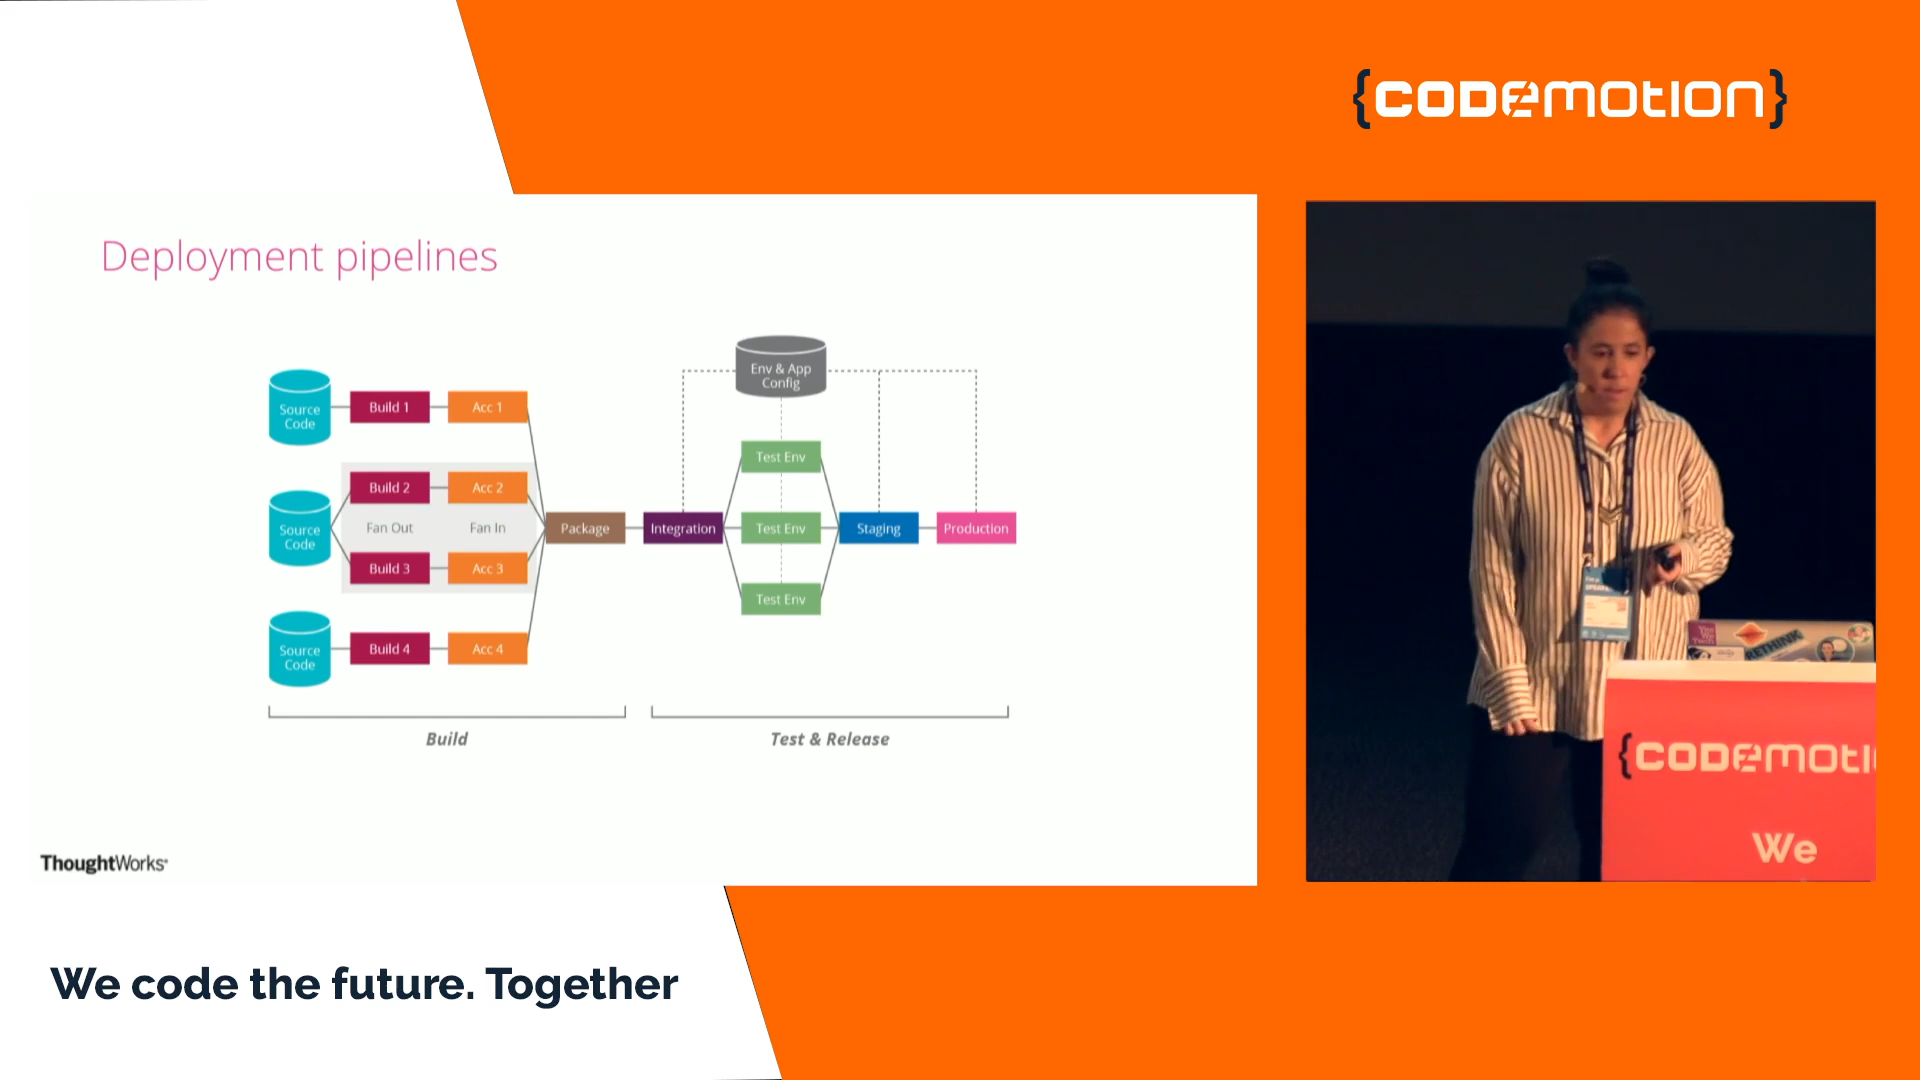 {CODEMOTION}
Deployment pipelines
Env & App
Config
Source
Code
Build 1
Acc 1
Test Env
Build 2
Acc 2
Source
Code
Fan Out
Fan In
Package
Integration
Test Env
Staging
Production
Build 3
Acc 3
Test Env
Source
Code
Build 4
Acc 4
Build
Test & Release
ThoughtWorks
RETHINK
{CODEMOTI
We
We code the future. Together